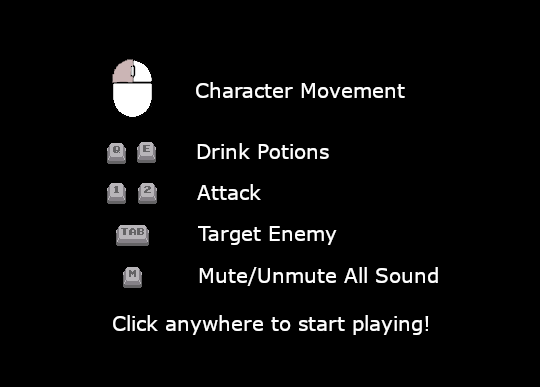 Character Movement
Q E Drink Potions
1 2 Attack
TAB Target Enemy
M Mute/Unmute All Sound
Click anywhere to start playing!